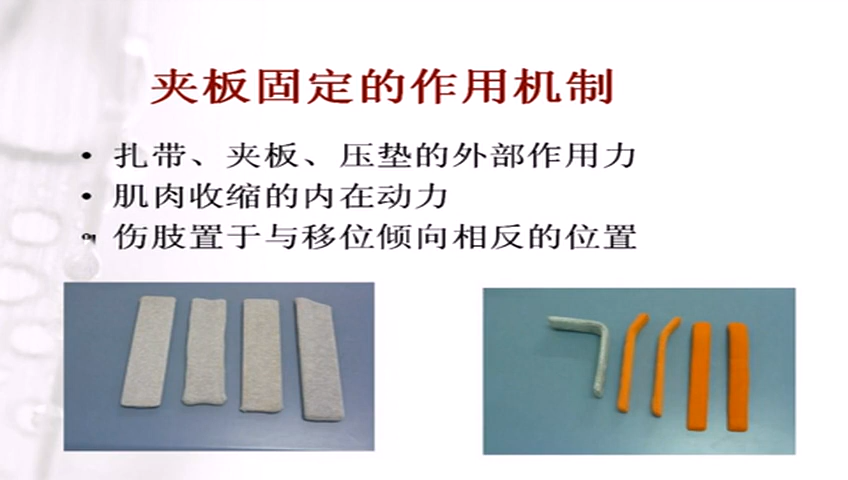 夹板固定的作用机制
• 扎带、夹板、压垫的外部作用力
• 肌肉收缩的内在动力
• 伤肢置于与移位倾向相反的位置